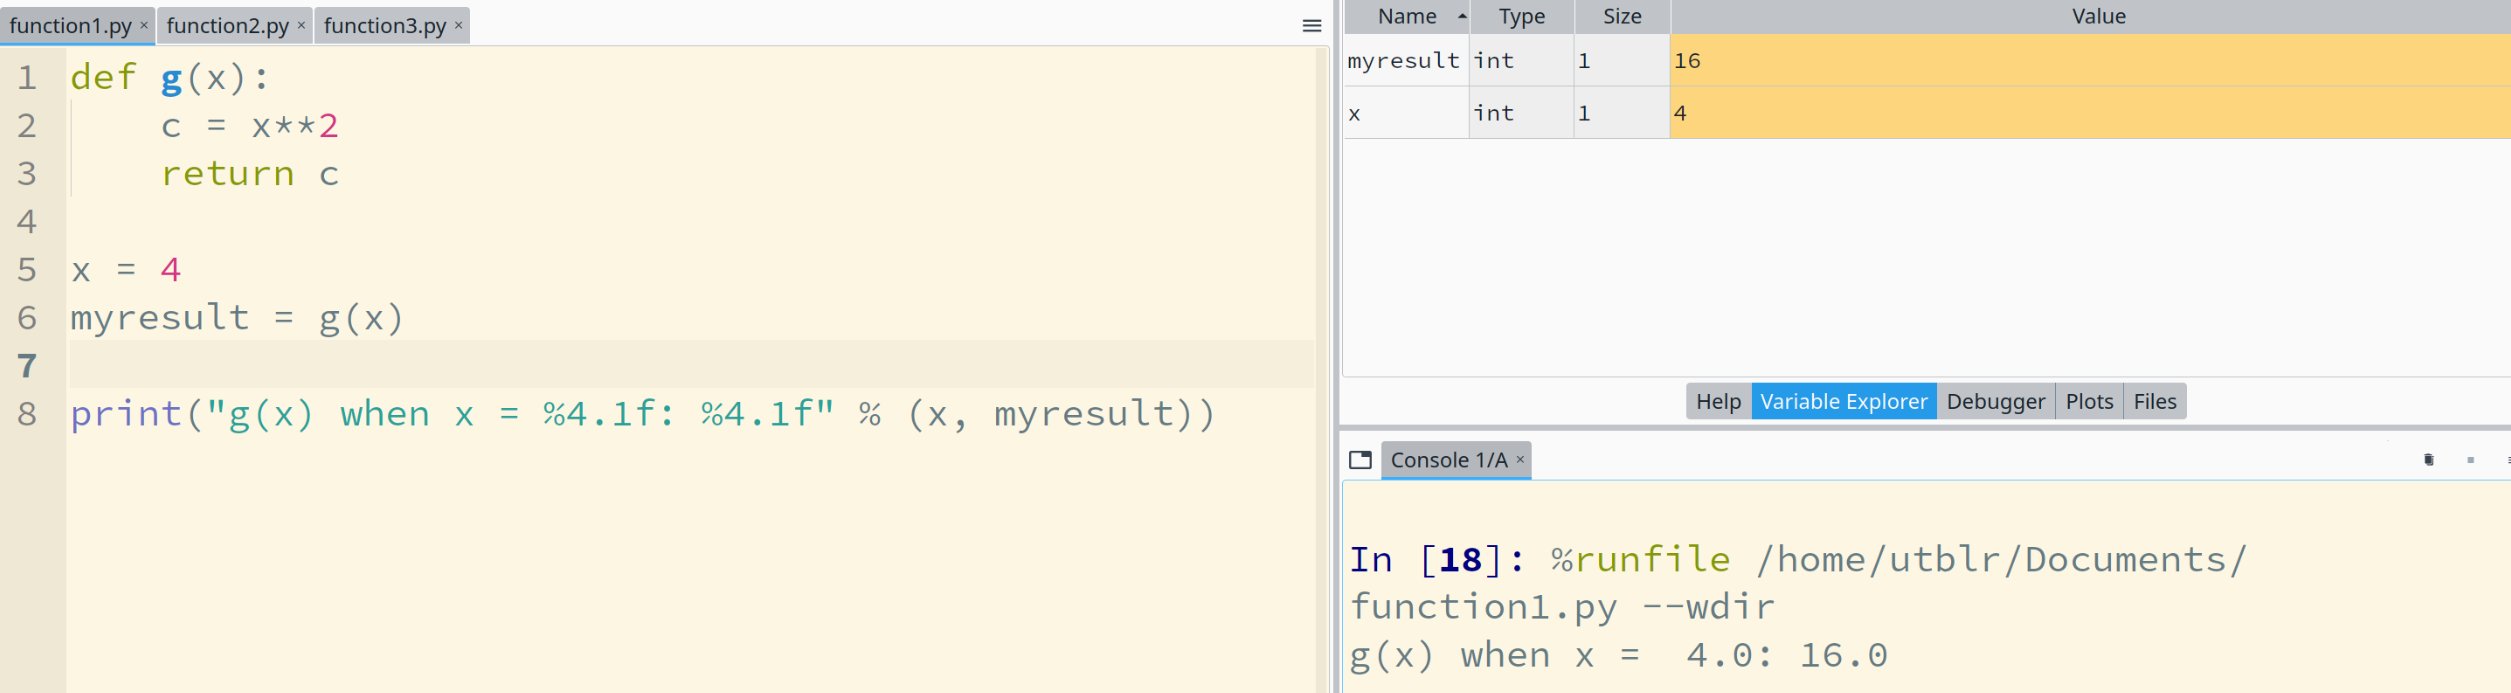 function1.py × function2.py × function3.py ×
1 def g(x):
2     c = x**2
3     return c
4
5 x = 4
6 myresult = g(x)
7
8 print("g(x) when x = %4.1f: %4.1f" % (x, myresult))
Name Type Size Value
myresult int 1 16
x int 1 4
Help Variable Explorer Debugger Plots Files
Console 1/A ×
In [18]: %runfile /home/utblr/Documents/
function1.py --wdir
g(x) when x =  4.0: 16.0